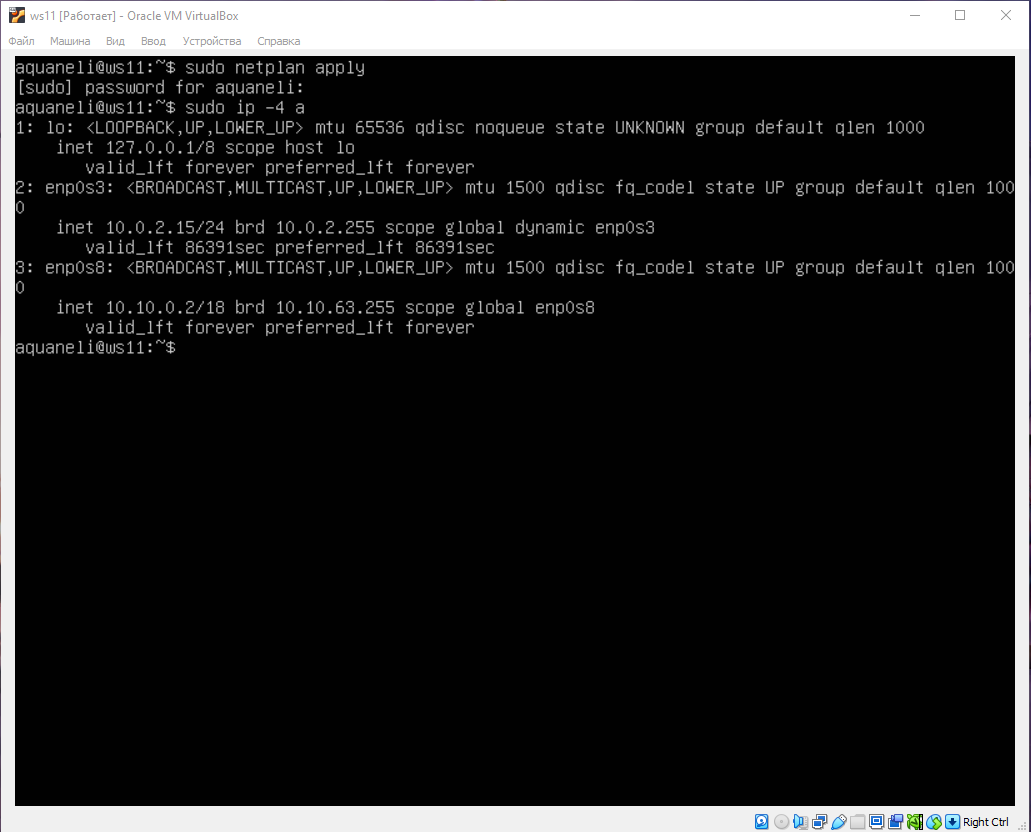 ws11 [Работает] - Oracle VM VirtualBox
Файл Машина Вид Ввод Устройства Справка
aquaneli@ws11:~$ sudo netplan apply
[sudo] password for aquaneli:
aquaneli@ws11:~$ sudo ip -4 a
1: lo: <LOOPBACK,UP,LOWER_UP> mtu 65536 qdisc noqueue state UNKNOWN group default qlen 1000
    inet 127.0.0.1/8 scope host lo
       valid_lft forever preferred_lft forever
2: enp0s3: <BROADCAST,MULTICAST,UP,LOWER_UP> mtu 1500 qdisc fq_codel state UP group default qlen 100
0
    inet 10.0.2.15/24 brd 10.0.2.255 scope global dynamic enp0s3
       valid_lft 86391sec preferred_lft 86391sec
3: enp0s8: <BROADCAST,MULTICAST,UP,LOWER_UP> mtu 1500 qdisc fq_codel state UP group default qlen 100
0
    inet 10.10.0.2/18 brd 10.10.63.255 scope global enp0s8
       valid_lft forever preferred_lft forever
aquaneli@ws11:~$
Right Ctrl